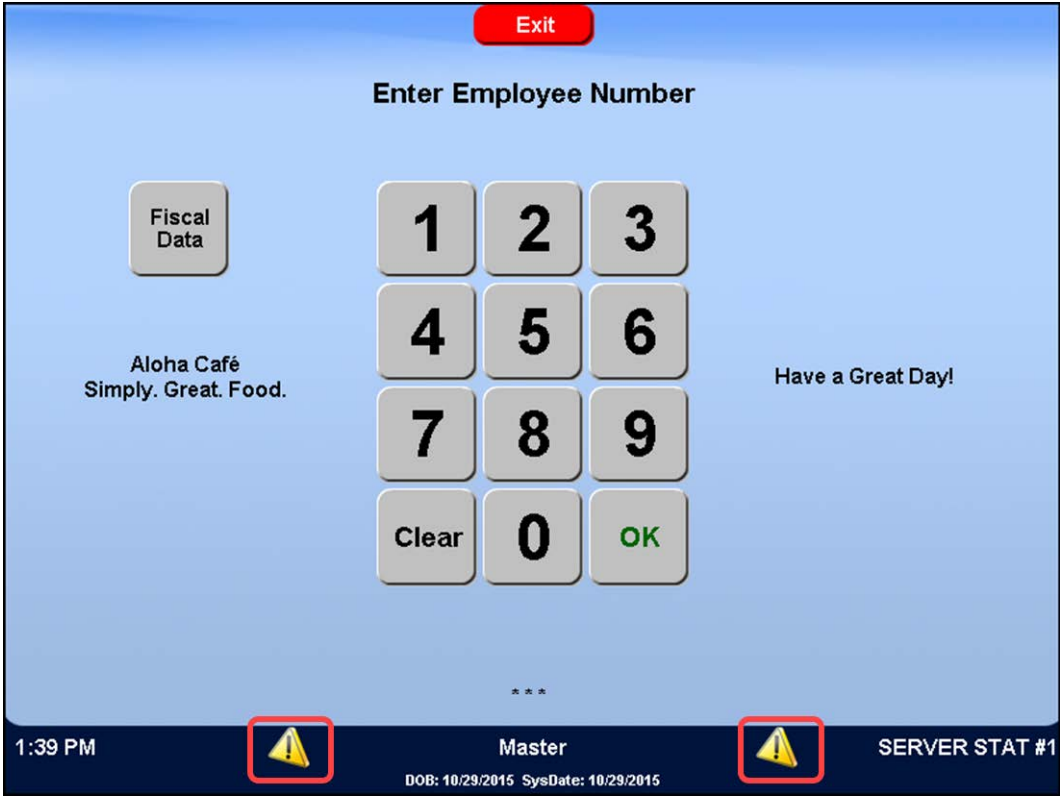 Exit
Enter Employee Number
Fiscal
Data
1 2 3
4 5 6
Aloha Café
Simply. Great. Food.
Have a Great Day!
7 8 9
Clear 0 OK
* * *
1:39 PM
Master
SERVER STAT #1
DOB: 10/29/2015 SysDate: 10/29/2015